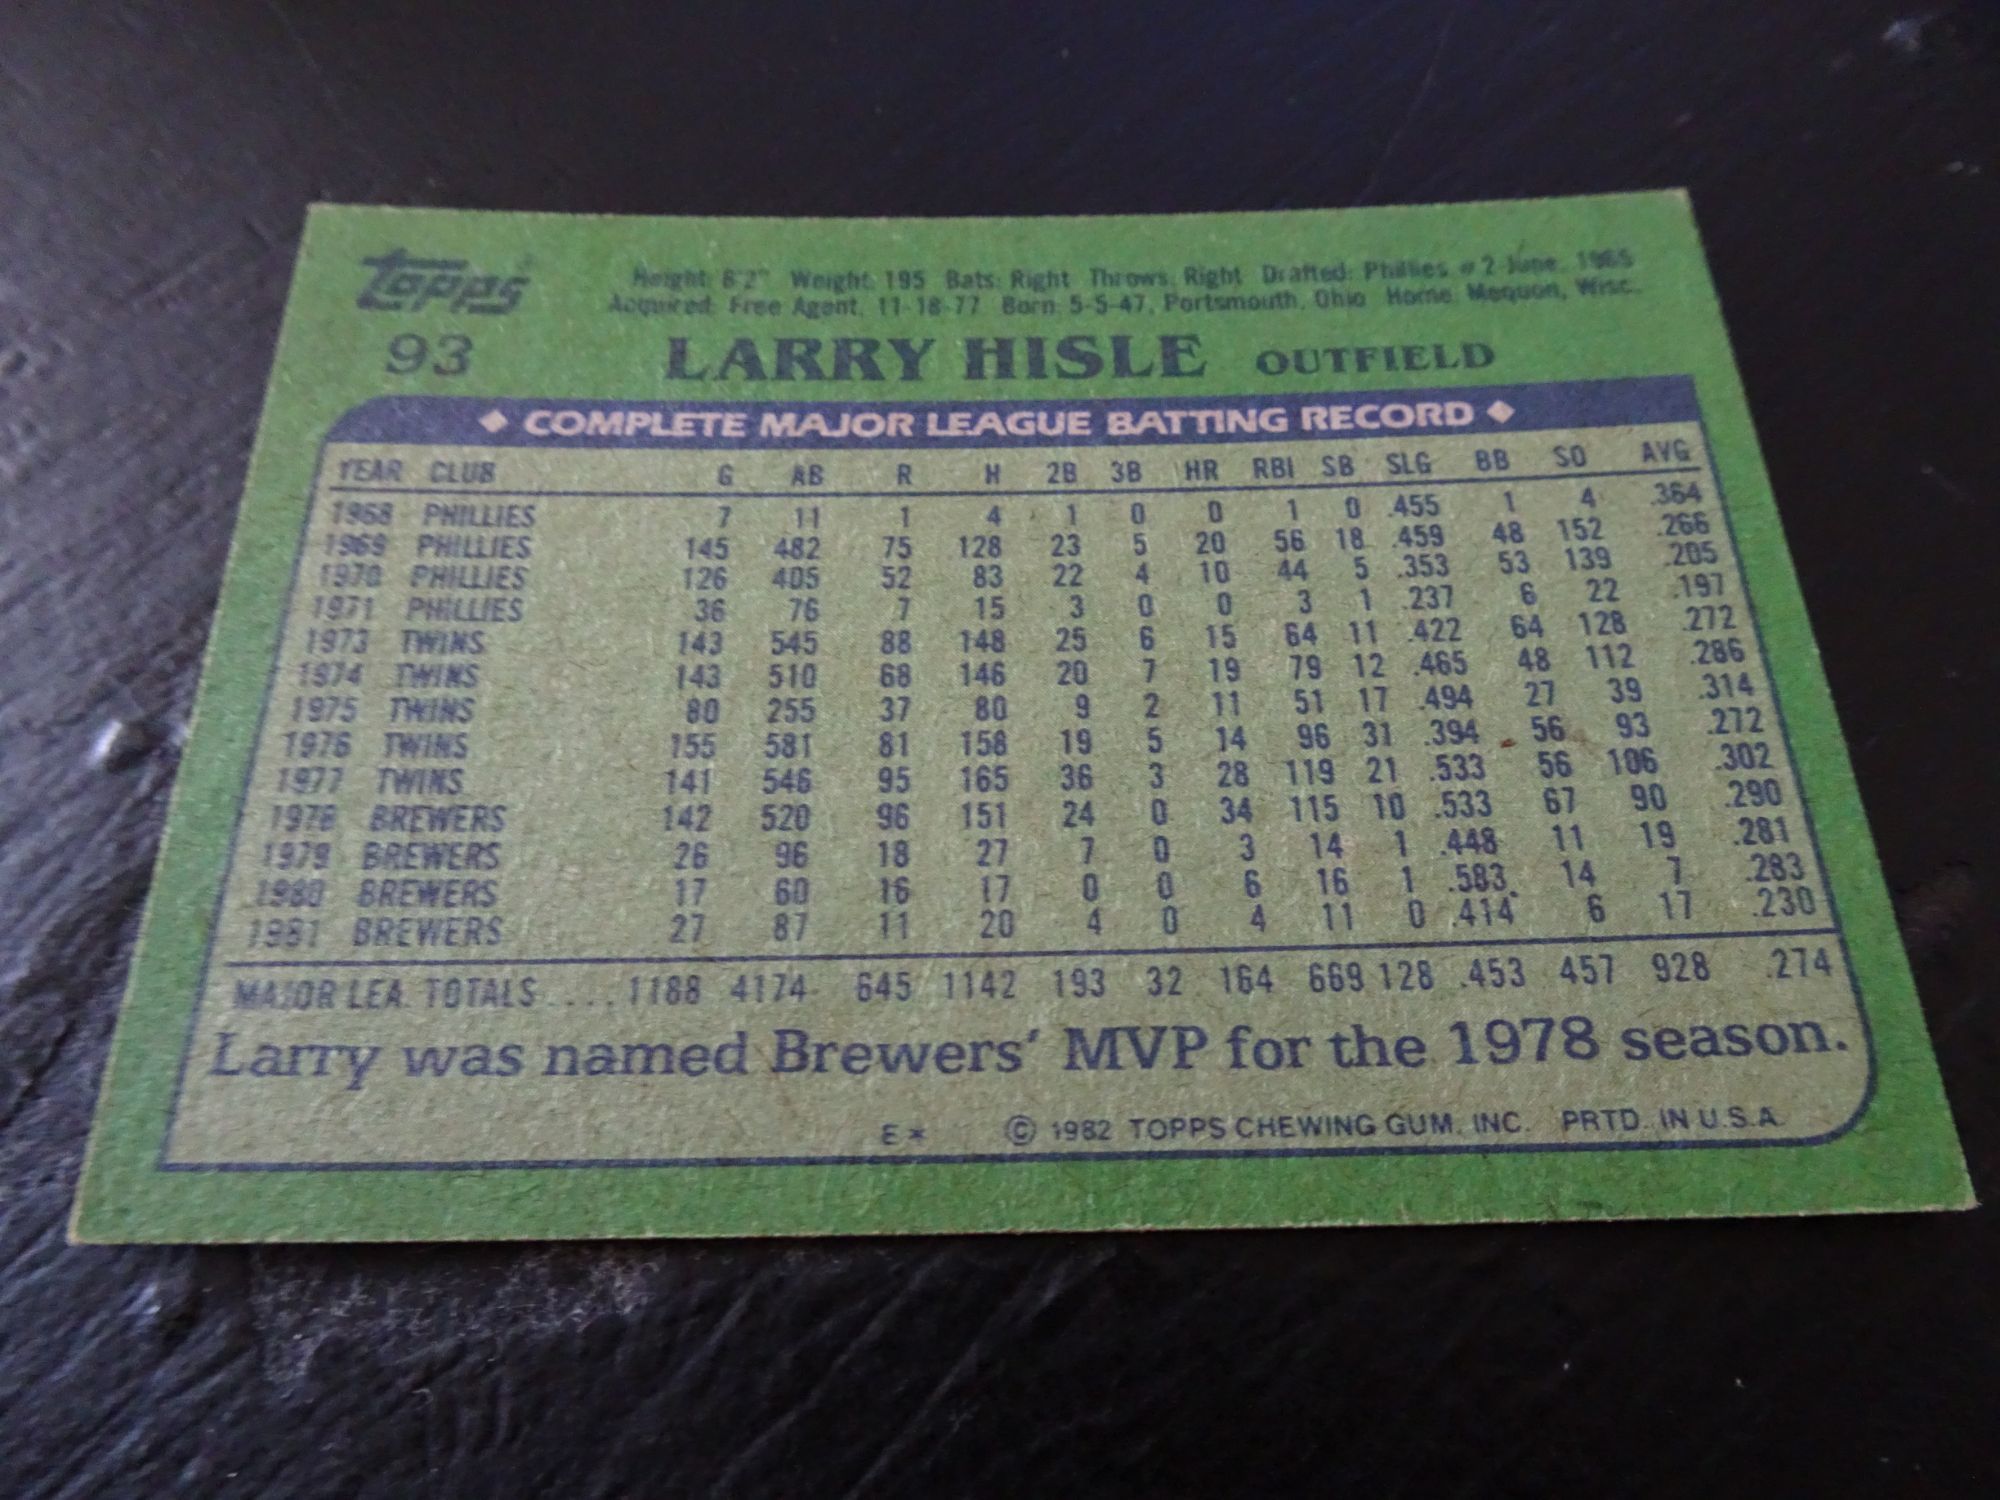 Topps
Height: 6'2" Weight: 195 Bats: Right Throws: Right Drafted: Phillies #2-June, 1965
Acquired: Free Agent, 11-18-77 Born: 5-5-47, Portsmouth, Ohio Home: Mequon, Wisc.
93 LARRY HISLE OUTFIELD
◆ COMPLETE MAJOR LEAGUE BATTING RECORD ◆
YEAR CLUB G AB R H 2B 3B HR RBI SB SLG BB SO AVG
1968 PHILLIES 7 11 1 4 1 0 0 1 0 .455 1 4 .364
1969 PHILLIES 145 482 75 128 23 5 20 56 18 .459 48 152 .266
1970 PHILLIES 126 405 52 83 22 4 10 44 5 .353 53 139 .205
1971 PHILLIES 36 76 7 15 3 0 0 3 1 .237 6 22 .197
1973 TWINS 143 545 88 148 25 6 15 64 11 .422 64 128 .272
1974 TWINS 143 510 68 146 20 7 19 79 12 .465 48 112 .286
1975 TWINS 80 255 37 80 9 2 11 51 17 .494 27 39 .314
1976 TWINS 155 581 81 158 19 5 14 96 31 .394 56 93 .272
1977 TWINS 141 546 95 165 36 3 28 119 21 .533 56 106 .302
1978 BREWERS 142 520 96 151 24 0 34 115 10 .533 67 90 .290
1979 BREWERS 26 96 18 27 7 0 3 14 1 .448 11 19 .281
1980 BREWERS 17 60 16 17 0 0 6 16 1 .583 14 7 .283
1981 BREWERS 27 87 11 20 4 0 4 11 0 .414 6 17 .230
MAJOR LEA. TOTALS .... 1188 4174 645 1142 193 32 164 669 128 .453 457 928 .274
Larry was named Brewers' MVP for the 1978 season.
E* © 1982 TOPPS CHEWING GUM, INC. PRTD. IN U.S.A.